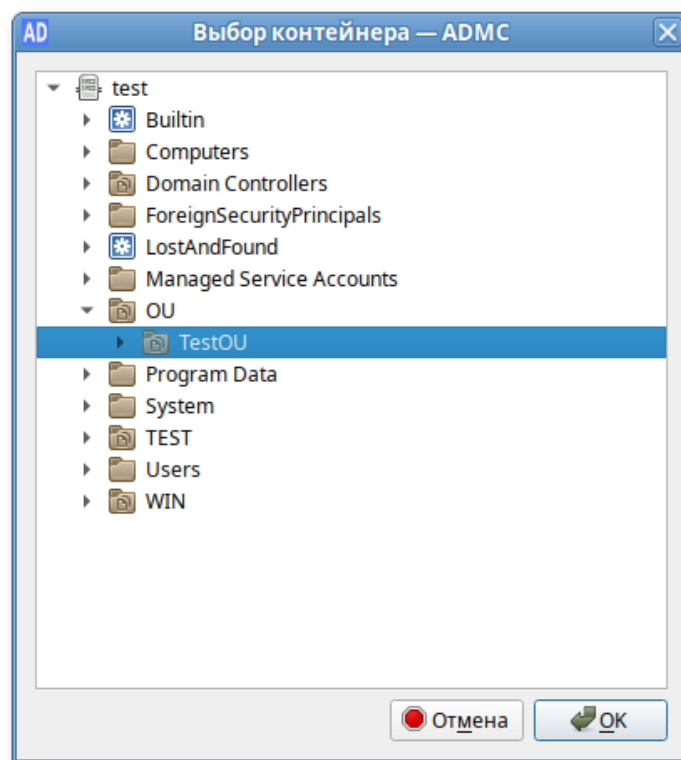 AD Выбор контейнера — ADMC
test
Builtin
Computers
Domain Controllers
ForeignSecurityPrincipals
LostAndFound
Managed Service Accounts
OU
TestOU
Program Data
System
TEST
Users
WIN
Отмена OK